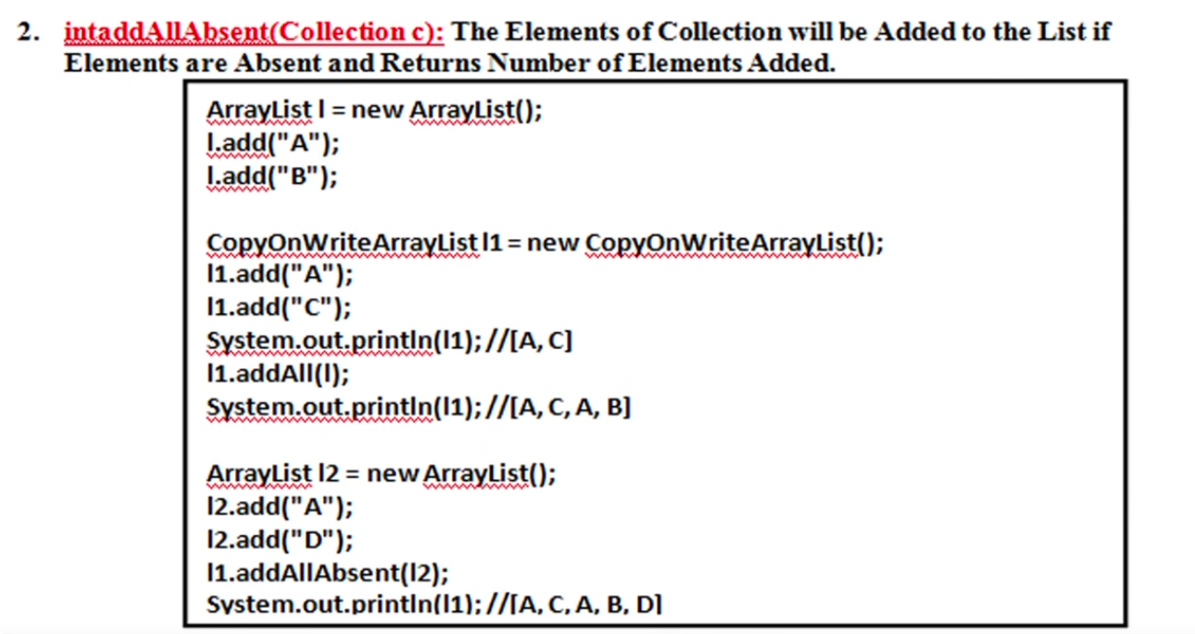 2. intaddAllAbsent(Collection c): The Elements of Collection will be Added to the List if
Elements are Absent and Returns Number of Elements Added.
ArrayList l = new ArrayList();
l.add("A");
l.add("B");
CopyOnWriteArrayList l1 = new CopyOnWriteArrayList();
l1.add("A");
l1.add("C");
System.out.println(l1); //[A, C]
l1.addAll(l);
System.out.println(l1); //[A, C, A, B]
ArrayList l2 = new ArrayList();
l2.add("A");
l2.add("D");
l1.addAllAbsent(l2);
System.out.println(l1); //[A, C, A, B, D]